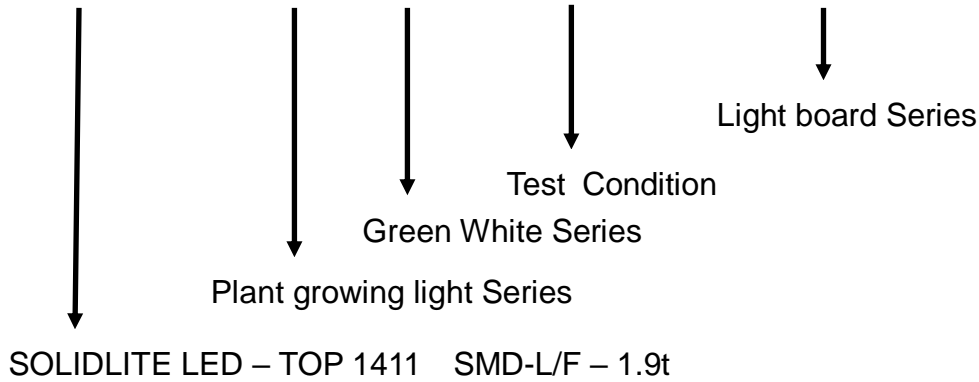 Light board Series
Test Condition
Green White Series
Plant growing light Series
SOLIDLITE LED – TOP 1411 SMD-L/F – 1.9t